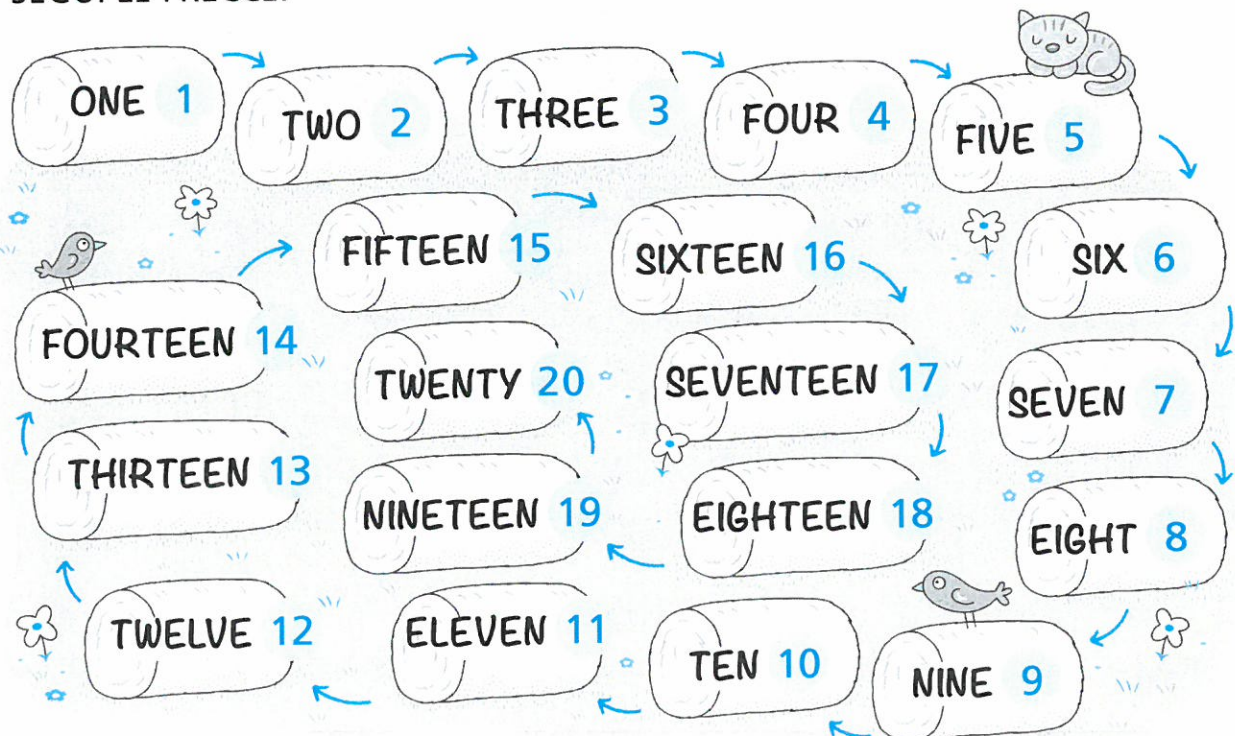 ONE 1
TWO 2
THREE 3
FOUR 4
FIVE 5
SIX 6
SEVEN 7
EIGHT 8
NINE 9
TEN 10
ELEVEN 11
TWELVE 12
THIRTEEN 13
FOURTEEN 14
FIFTEEN 15
SIXTEEN 16
SEVENTEEN 17
EIGHTEEN 18
NINETEEN 19
TWENTY 20